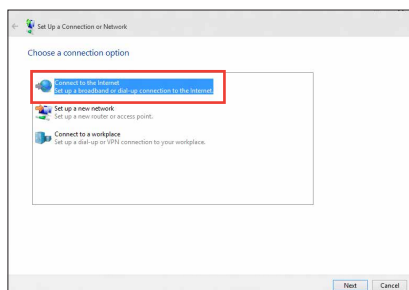 Set Up a Connection or Network
Choose a connection option
Connect to the Internet
Set up a broadband or dial-up connection to the Internet.
Set up a new network
Set up a new router or access point.
Connect to a workplace
Set up a dial-up or VPN connection to your workplace.
Next Cancel